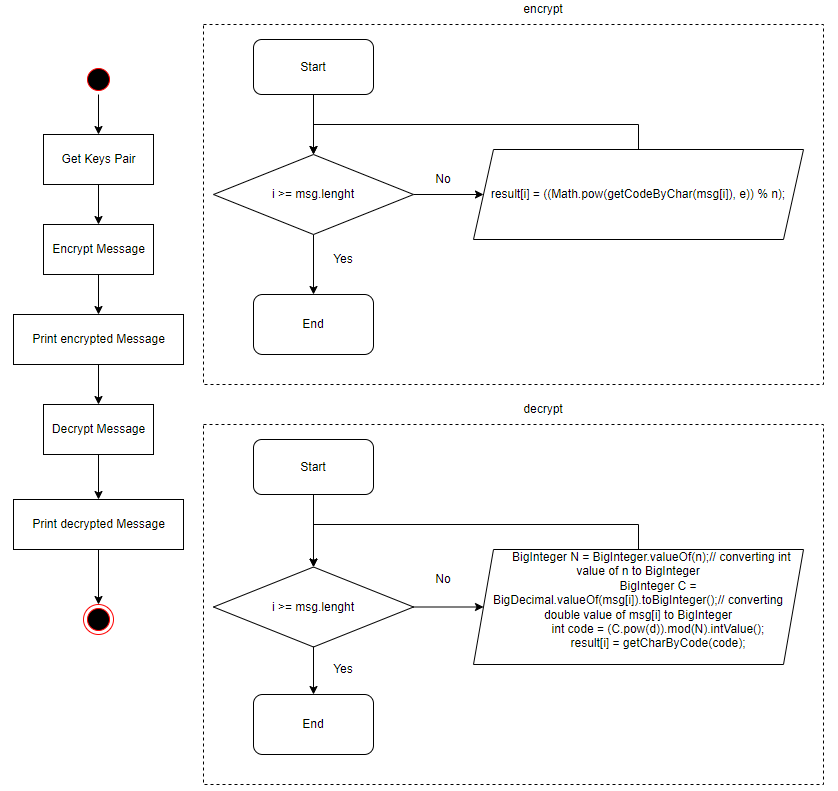 encrypt
Start
Get Keys Pair
i >= msg.lenght
No
result[i] = ((Math.pow(getCodeByChar(msg[i]), e)) % n);
Encrypt Message
Yes
End
Print encrypted Message
decrypt
Decrypt Message
Start
Print decrypted Message
BigInteger N = BigInteger.valueOf(n);// converting int
value of n to BigInteger
BigInteger C =
BigDecimal.valueOf(msg[i]).toBigInteger();// converting
double value of msg[i] to BigInteger
int code = (C.pow(d)).mod(N).intValue();
result[i] = getCharByCode(code);
No
i >= msg.lenght
Yes
End